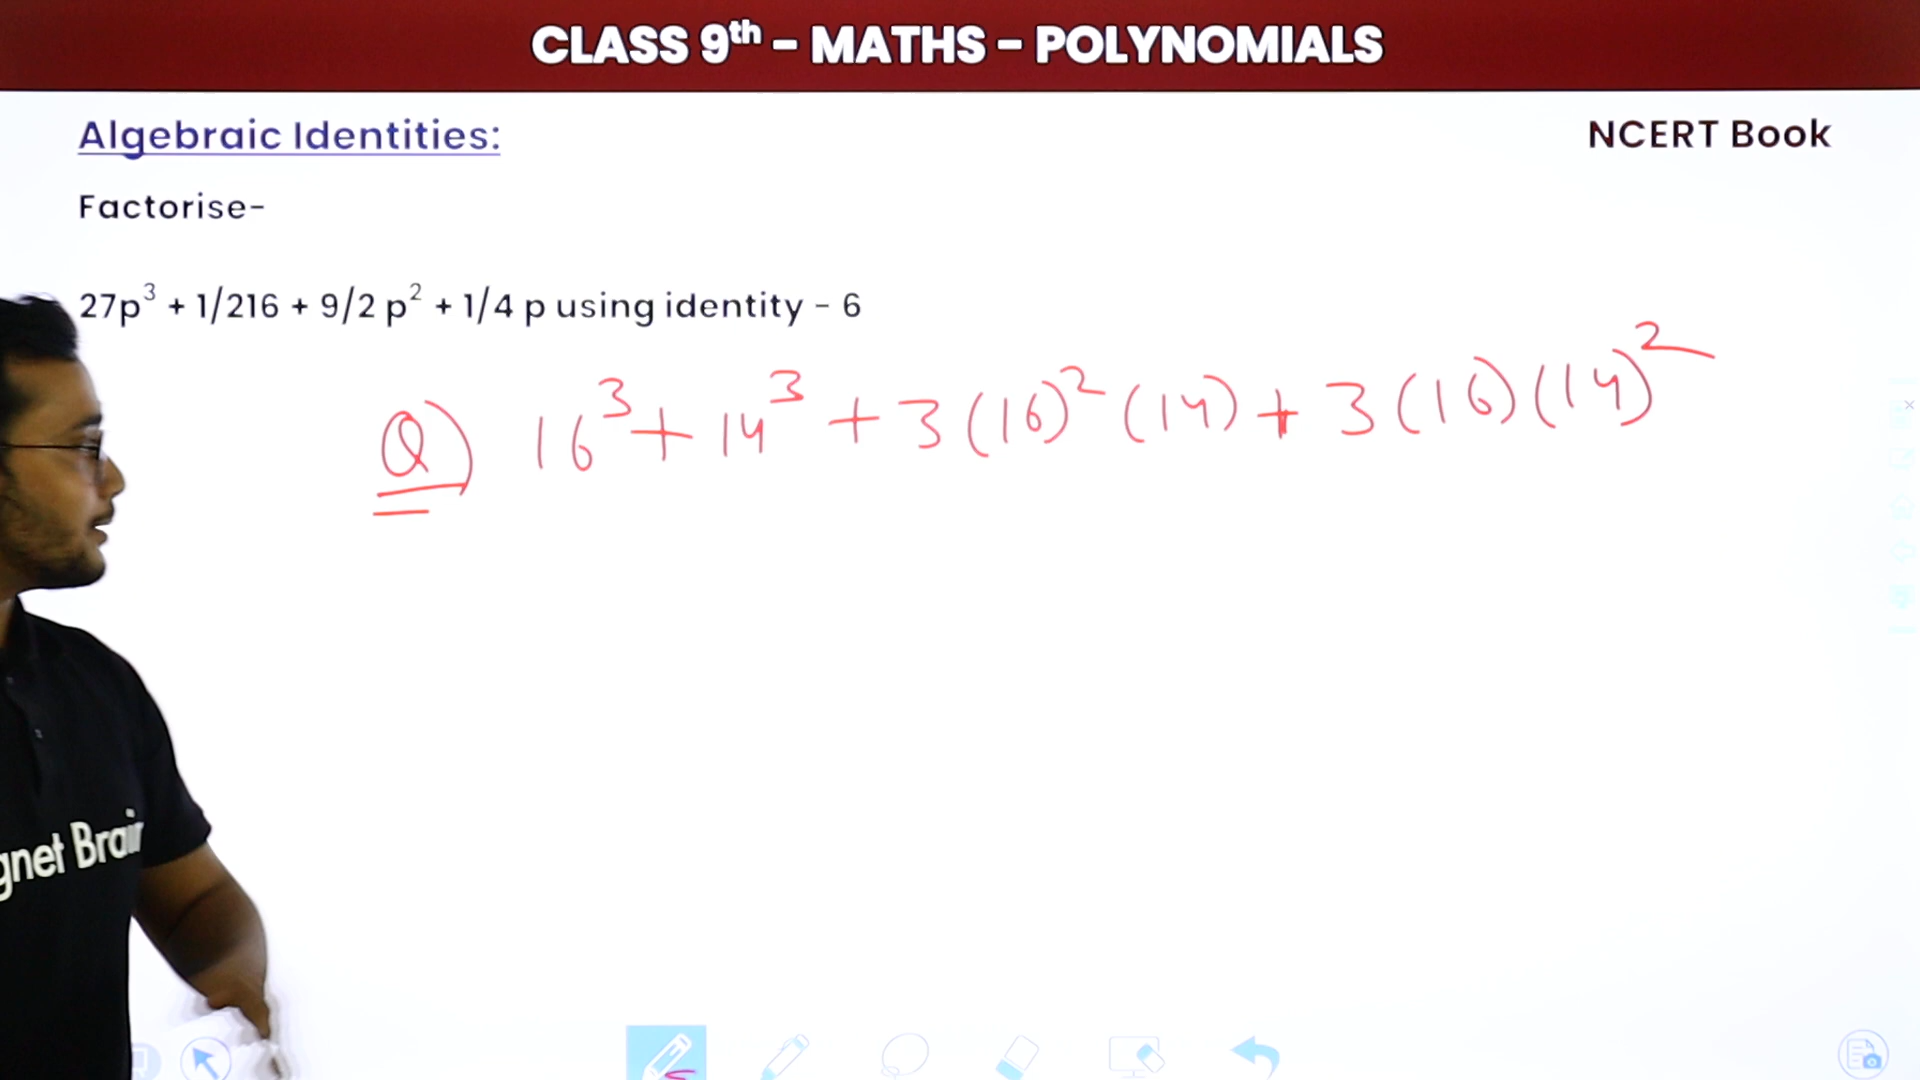 CLASS 9th - MATHS - POLYNOMIALS
Algebraic Identities:
NCERT Book
Factorise-
27p³ + 1/216 + 9/2 p² + 1/4 p using identity - 6
Q) 16³ + 14³ + 3(16)² (14) + 3(16)(14)²
gnet Brain